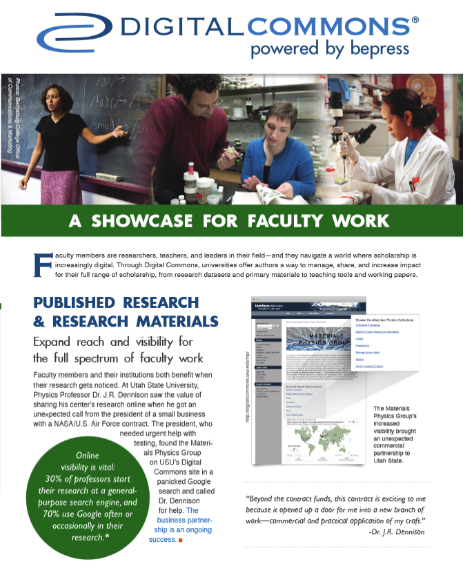 DIGITALCOMMONS®
powered by bepress
Photos: Gettysburg College Office
of Communications & Marketing
A SHOWCASE FOR FACULTY WORK
Faculty members are researchers, teachers, and leaders in their field—and they navigate a world where scholarship is
increasingly digital. Through Digital Commons, universities offer authors a way to manage, share, and increase impact
for their full range of scholarship, from research datasets and primary materials to teaching tools and working papers.
PUBLISHED RESEARCH
& RESEARCH MATERIALS
Expand reach and visibility for
the full spectrum of faculty work
Faculty members and their institutions both benefit when
their research gets noticed. At Utah State University,
Physics Professor Dr. J.R. Dennison saw the value of
sharing his center's research online when he got an
unexpected call from the president of a small business
with a NASA/U.S. Air Force contract. The president, who
needed urgent help with
testing, found the Materi-
als Physics Group
on USU's Digital
Commons site in a
panicked Google
search and called
Dr. Dennison
for help. The
business partner-
ship is an ongoing
success.
Online
visibility is vital:
30% of professors start
their research at a general-
purpose search engine, and
70% use Google often or
occasionally in their
research.*
MATERIALS
PHYSICS GROUP
The Materials
Physics Group's
increased
visibility brought
an unexpected
commercial
partnership to
Utah State.
"Beyond the contract funds, this contract is exciting to me
because it opened up a door for me into a new branch of
work—commercial and practical application of my craft."
-Dr. J.R. Dennison